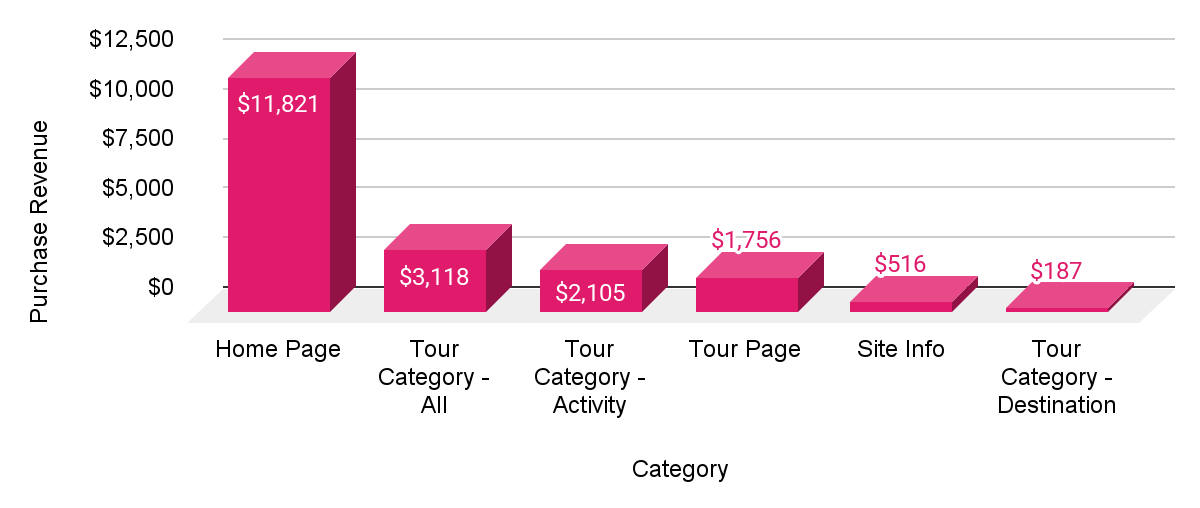 $12,500
$10,000
$7,500
$5,000
$2,500
$0
Purchase Revenue
$11,821
$3,118
$2,105
$1,756
$516
$187
Home Page
Tour
Category -
All
Tour
Category -
Activity
Tour Page
Site Info
Tour
Category -
Destination
Category